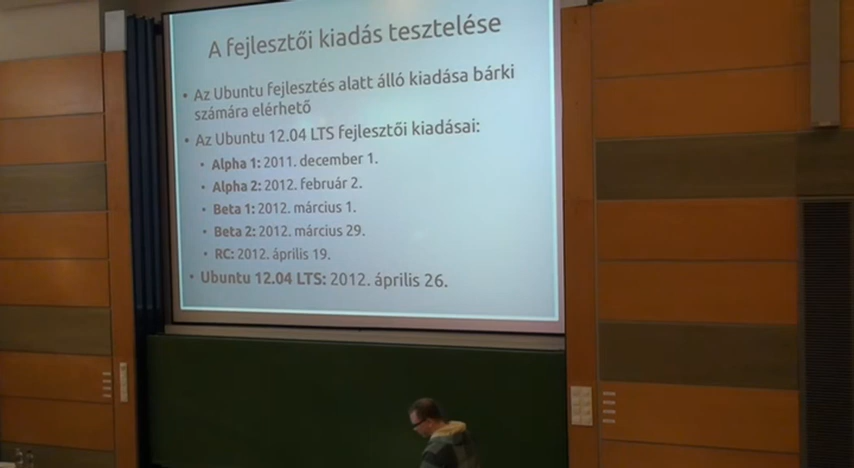 A fejlesztői kiadás tesztelése
• Az Ubuntu fejlesztés alatt álló kiadása bárki
számára elérhető
• Az Ubuntu 12.04 LTS fejlesztői kiadásai:
• Alpha 1: 2011. december 1.
• Alpha 2: 2012. február 2.
• Beta 1: 2012. március 1.
• Beta 2: 2012. március 29.
• RC: 2012. április 19.
• Ubuntu 12.04 LTS: 2012. április 26.